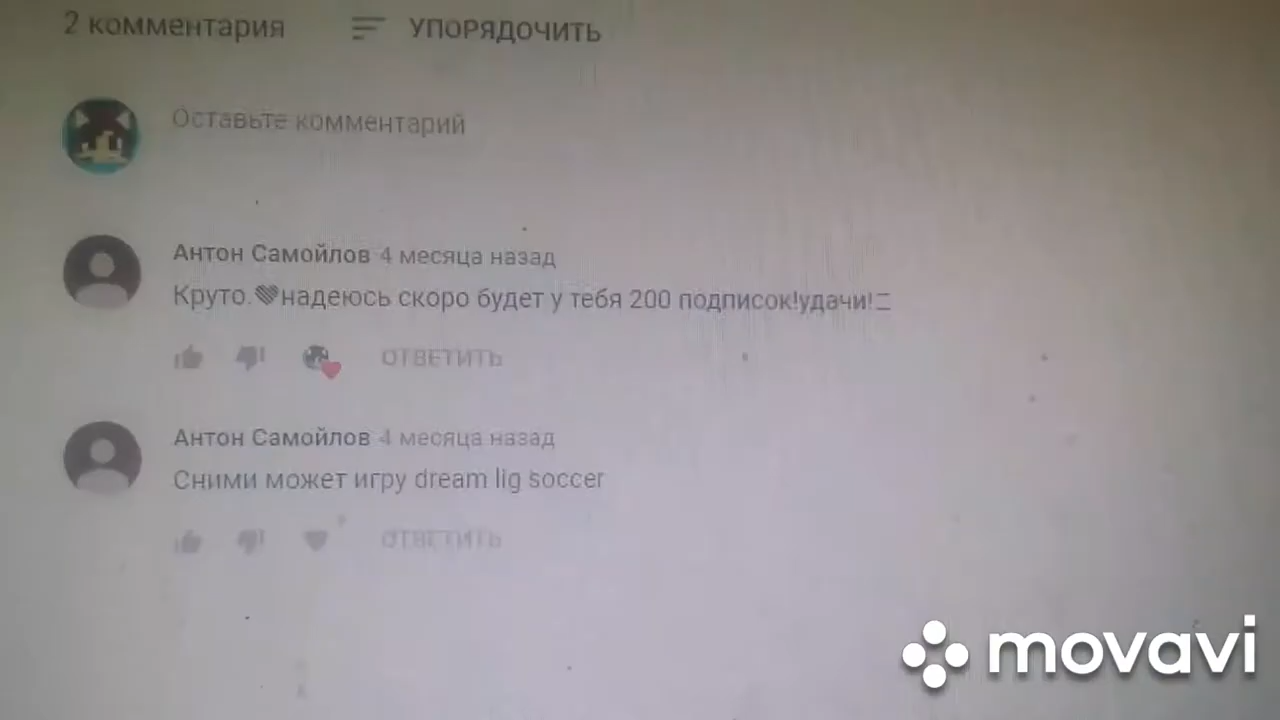 2 комментария УПОРЯДОЧИТЬ
Оставьте комментарий
Антон Самойлов 4 месяца назад
Круто.💜надеюсь скоро будет у тебя 200 подписок!удачи!
ОТВЕТИТЬ
Антон Самойлов 4 месяца назад
Сними может игру dream lig soccer
ОТВЕТИТЬ
movavi